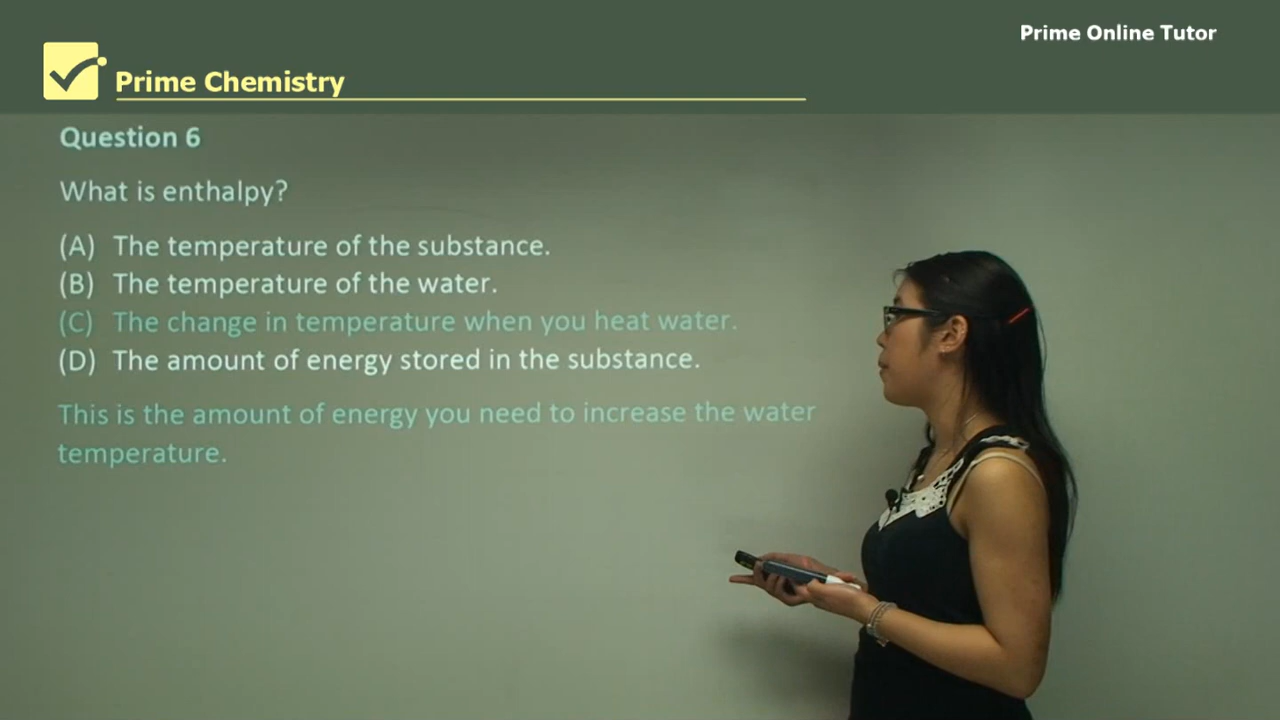 Prime Online Tutor
Prime Chemistry
Question 6
What is enthalpy?
(A) The temperature of the substance.
(B) The temperature of the water.
(C) The change in temperature when you heat water.
(D) The amount of energy stored in the substance.
This is the amount of energy you need to increase the water
temperature.